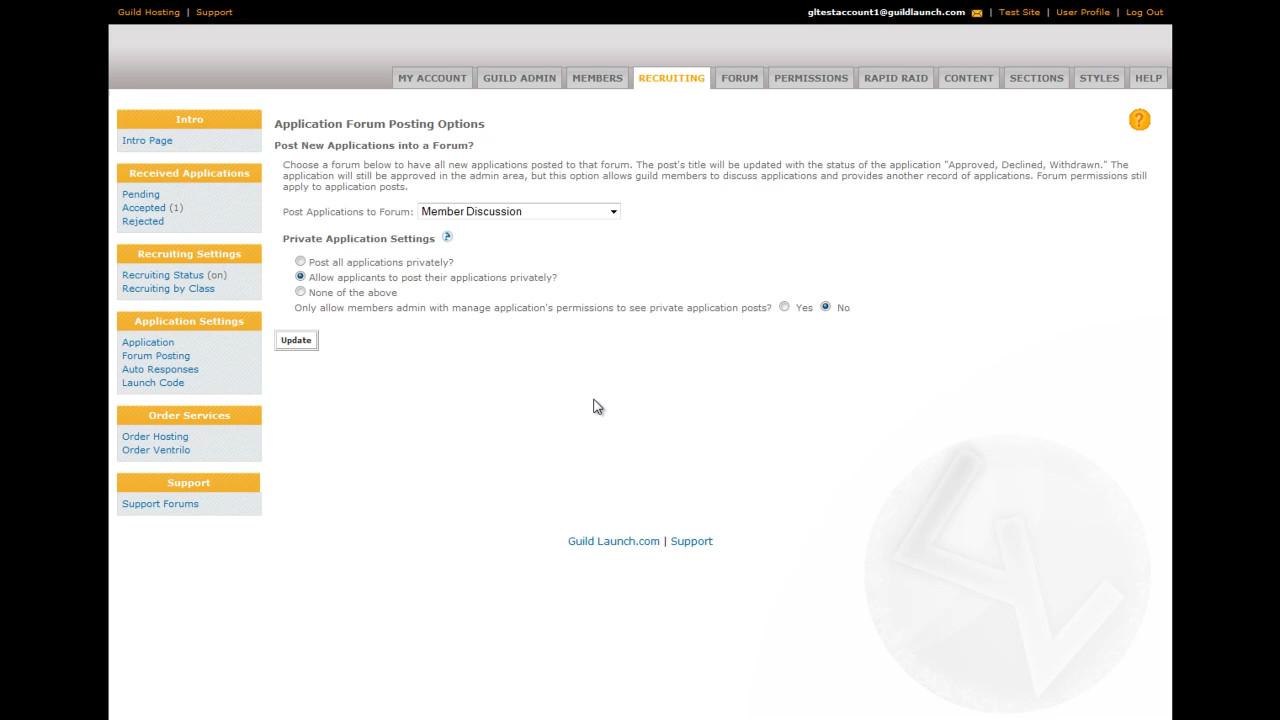 Guild Hosting | Support
gltestaccount1@guildlaunch.com | Test Site | User Profile | Log Out
MY ACCOUNT GUILD ADMIN MEMBERS RECRUITING FORUM PERMISSIONS RAPID RAID CONTENT SECTIONS STYLES HELP
Intro
Intro Page
Received Applications
Pending
Accepted (1)
Rejected
Recruiting Settings
Recruiting Status (on)
Recruiting by Class
Application Settings
Application
Forum Posting
Auto Responses
Launch Code
Order Services
Order Hosting
Order Ventrilo
Support
Support Forums
Application Forum Posting Options
?
Post New Applications into a Forum?
Choose a forum below to have all new applications posted to that forum. The post's title will be updated with the status of the application "Approved, Declined, Withdrawn." The
application will still be approved in the admin area, but this option allows guild members to discuss applications and provides another record of applications. Forum permissions still
apply to application posts.
Post Applications to Forum: Member Discussion
Private Application Settings ?
Post all applications privately?
Allow applicants to post their applications privately?
None of the above
Only allow members admin with manage application's permissions to see private application posts? Yes No
Update
Guild Launch.com | Support